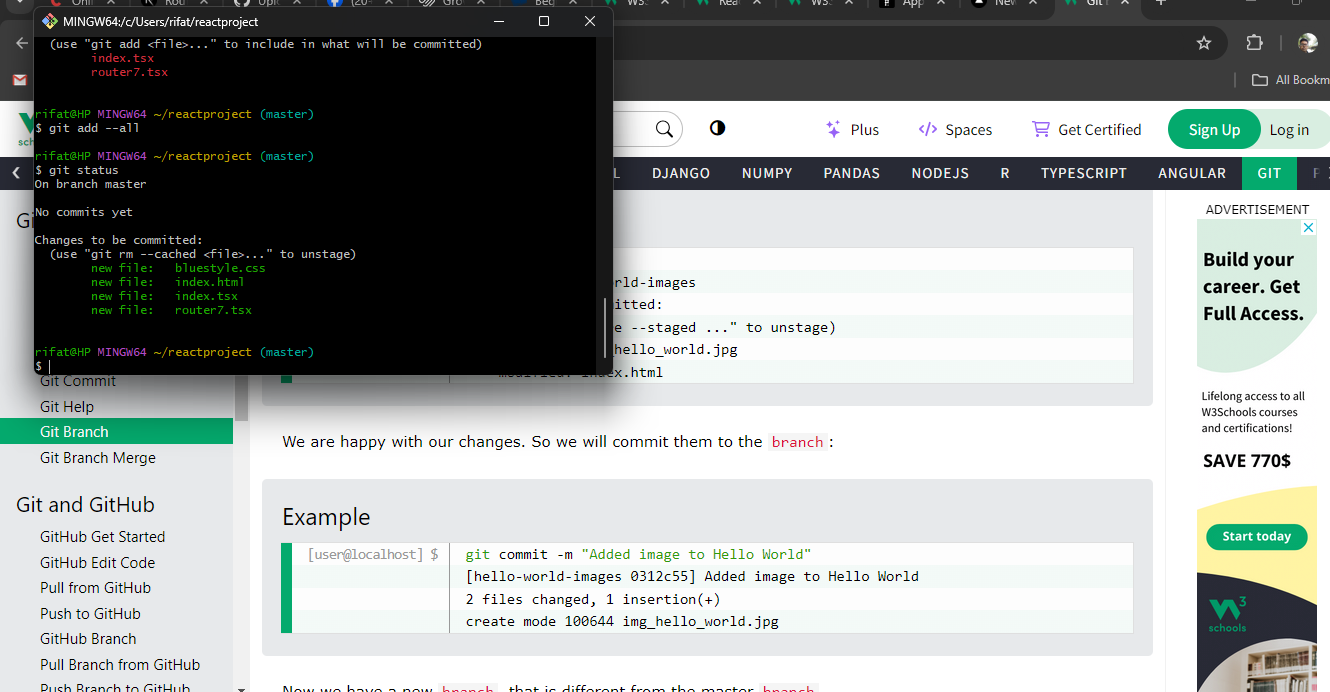 MINGW64:/c/Users/rifat/reactproject
(use "git add <file>..." to include in what will be committed)
index.tsx
router7.tsx
rifat@HP MINGW64 ~/reactproject (master)
$ git add --all
rifat@HP MINGW64 ~/reactproject (master)
$ git status
On branch master
No commits yet
Changes to be committed:
(use "git rm --cached <file>..." to unstage)
new file: bluestyle.css
new file: index.html
new file: index.tsx
new file: router7.tsx
rifat@HP MINGW64 ~/reactproject (master)
$
All Bookm
Plus
Spaces
Get Certified
Sign Up
Log in
DJANGO
NUMPY
PANDAS
NODEJS
R
TYPESCRIPT
ANGULAR
GIT
rld-images
itted:
e --staged ..." to unstage)
hello_world.jpg
modified: index.html
Git Commit
Git Help
Git Branch
Git Branch Merge
Git and GitHub
GitHub Get Started
GitHub Edit Code
Pull from GitHub
Push to GitHub
GitHub Branch
Pull Branch from GitHub
Push Branch to GitHub
We are happy with our changes. So we will commit them to the branch:
Example
[user@localhost] $ git commit -m "Added image to Hello World"
[hello-world-images 0312c55] Added image to Hello World
2 files changed, 1 insertion(+)
create mode 100644 img_hello_world.jpg
Now we have a new branch, that is different from the master branch
ADVERTISEMENT
Build your
career. Get
Full Access.
Lifelong access to all
W3Schools courses
and certifications!
SAVE 770$
Start today
W3
schools